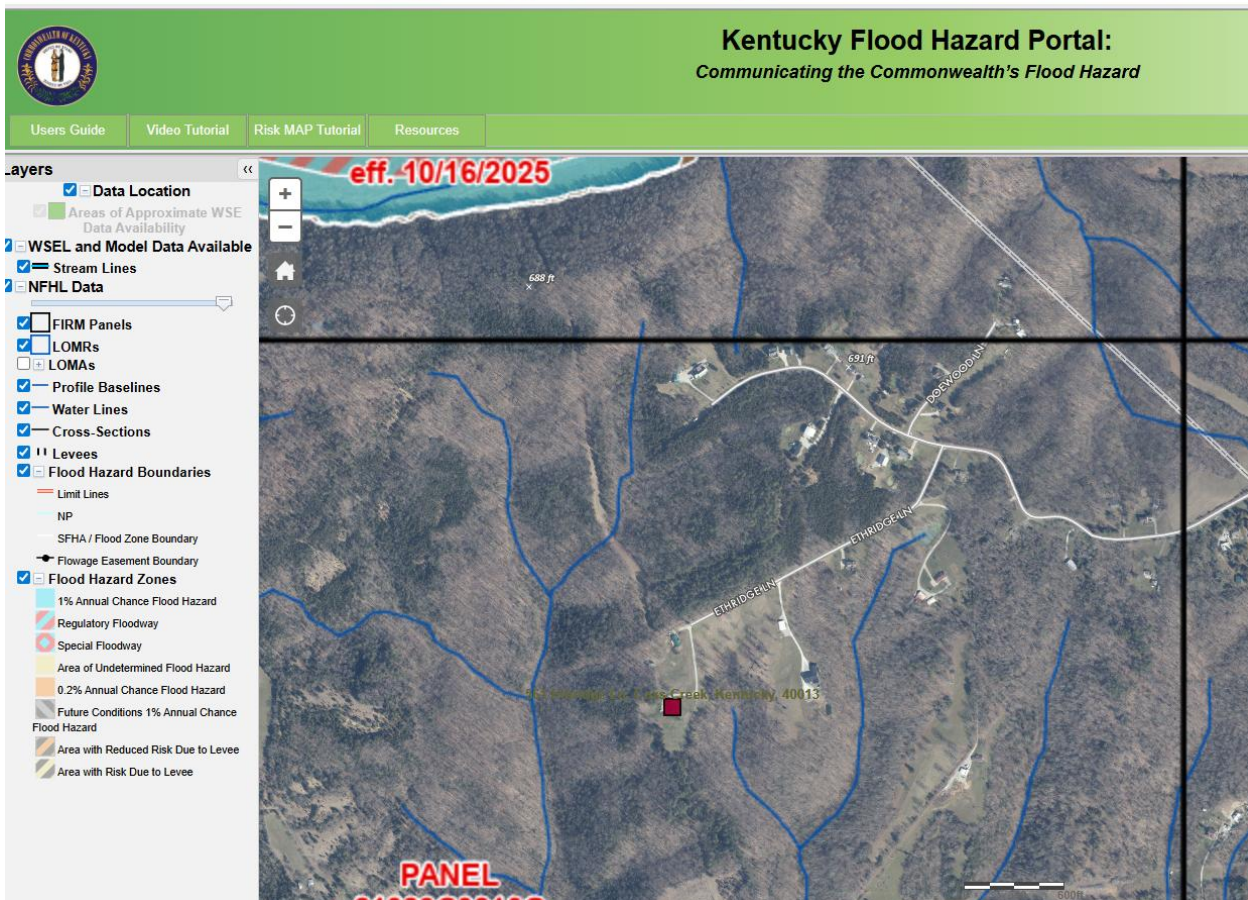 Kentucky Flood Hazard Portal:
Communicating the Commonwealth's Flood Hazard
Users Guide
Video Tutorial
Risk MAP Tutorial
Resources
Layers
Data Location
Areas of Approximate WSE
Data Availability
WSEL and Model Data Available
Stream Lines
NFHL Data
FIRM Panels
LOMRs
LOMAs
Profile Baselines
Water Lines
Cross-Sections
Levees
Flood Hazard Boundaries
Limit Lines
NP
SFHA / Flood Zone Boundary
Flowage Easement Boundary
Flood Hazard Zones
1% Annual Chance Flood Hazard
Regulatory Floodway
Special Floodway
Area of Undetermined Flood Hazard
0.2% Annual Chance Flood Hazard
Future Conditions 1% Annual Chance
Flood Hazard
Area with Reduced Risk Due to Levee
Area with Risk Due to Levee
eff. 10/16/2025
688 ft
691 ft
DOEWOOD LN
ETHRIDGE LN
ETHRIDGE LN
Creek, Kentucky, 40013
PANEL
600ft